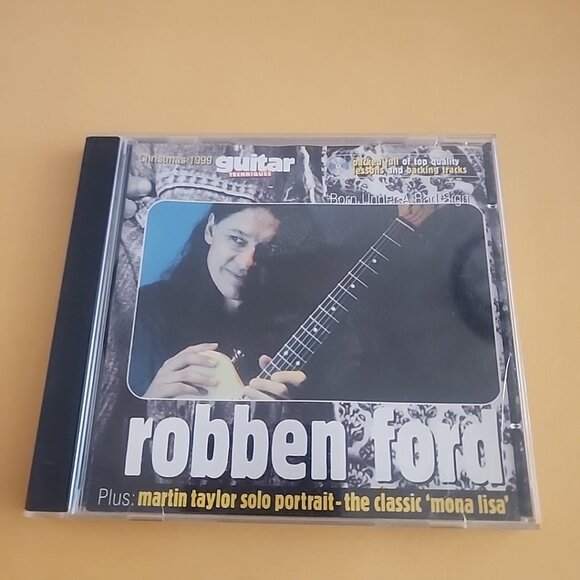 christmas 1999 guitar TECHNIQUES
packed full of top quality
lessons and backing tracks
Born Under A Bad Sign
robben ford
Plus: martin taylor solo portrait - the classic 'mona lisa'